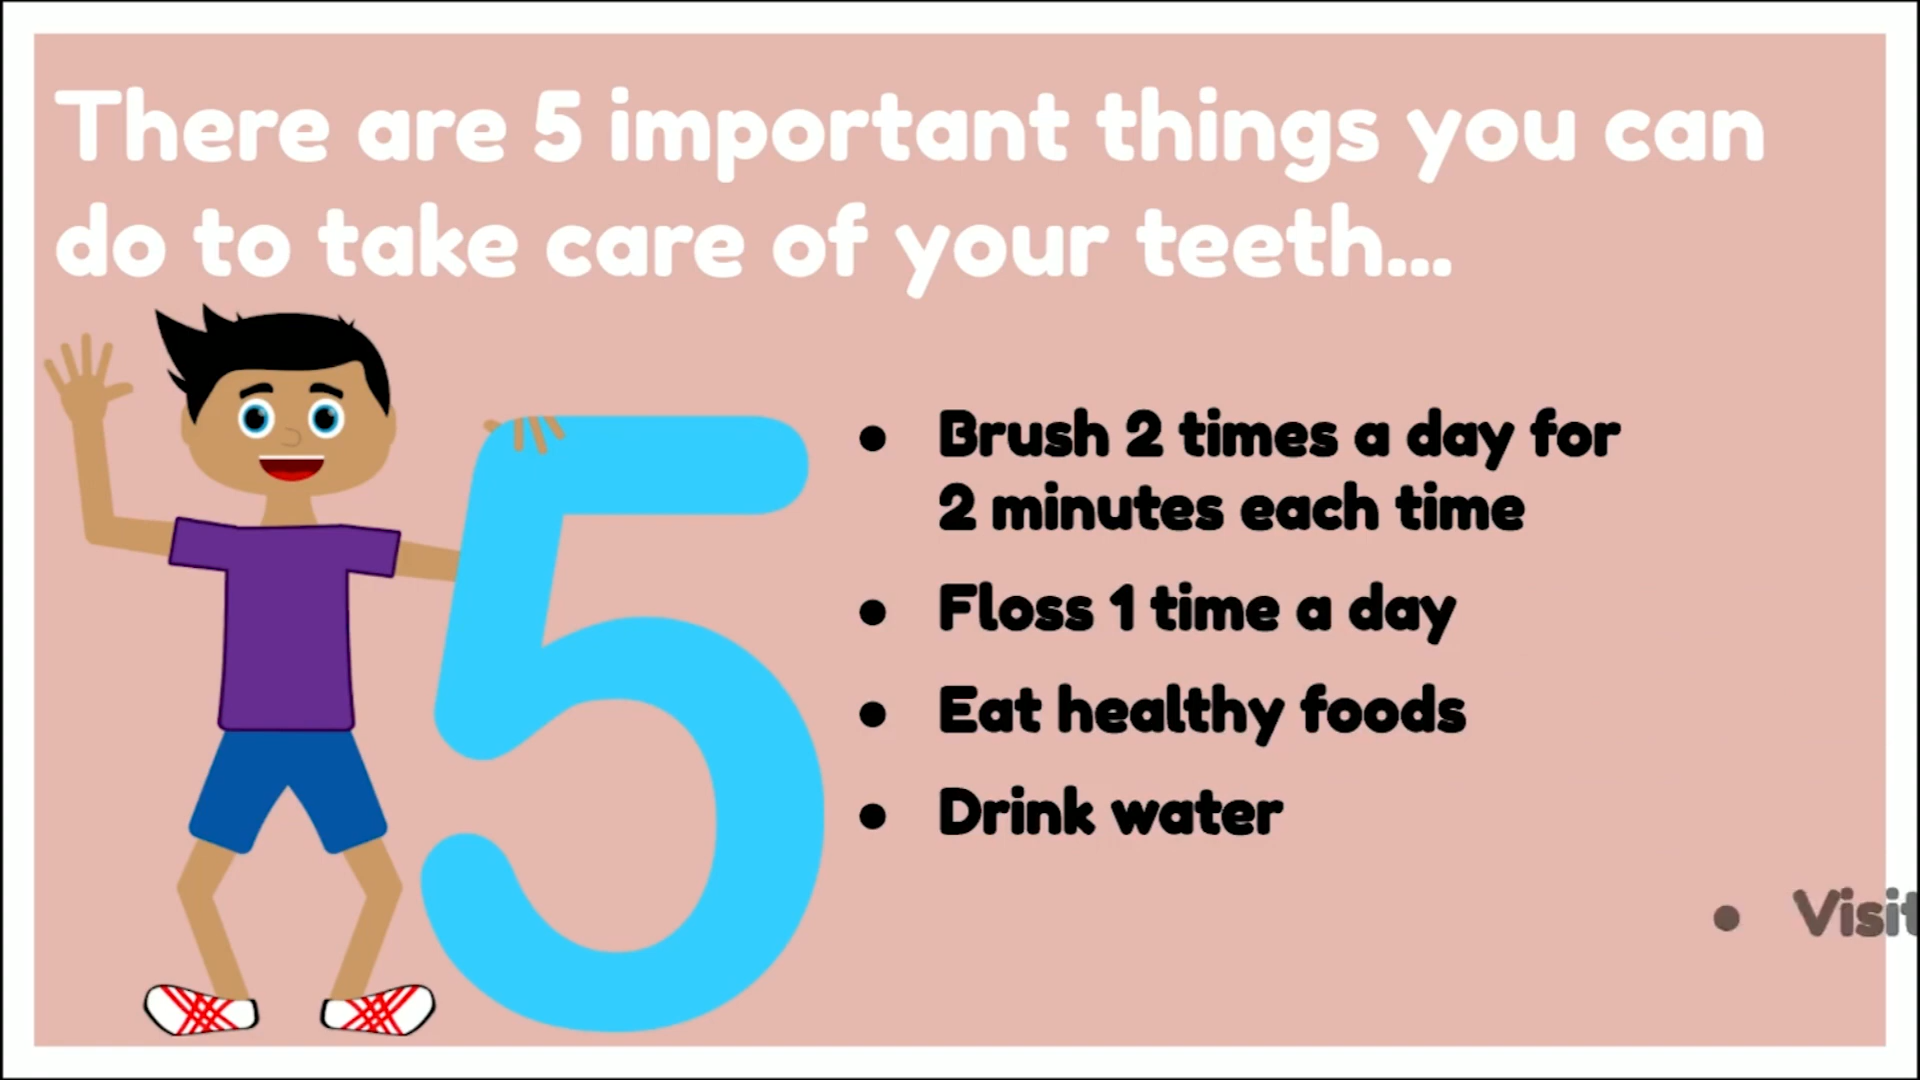 There are 5 important things you can
do to take care of your teeth...
5
● Brush 2 times a day for
2 minutes each time
● Floss 1 time a day
● Eat healthy foods
● Drink water
● Visit